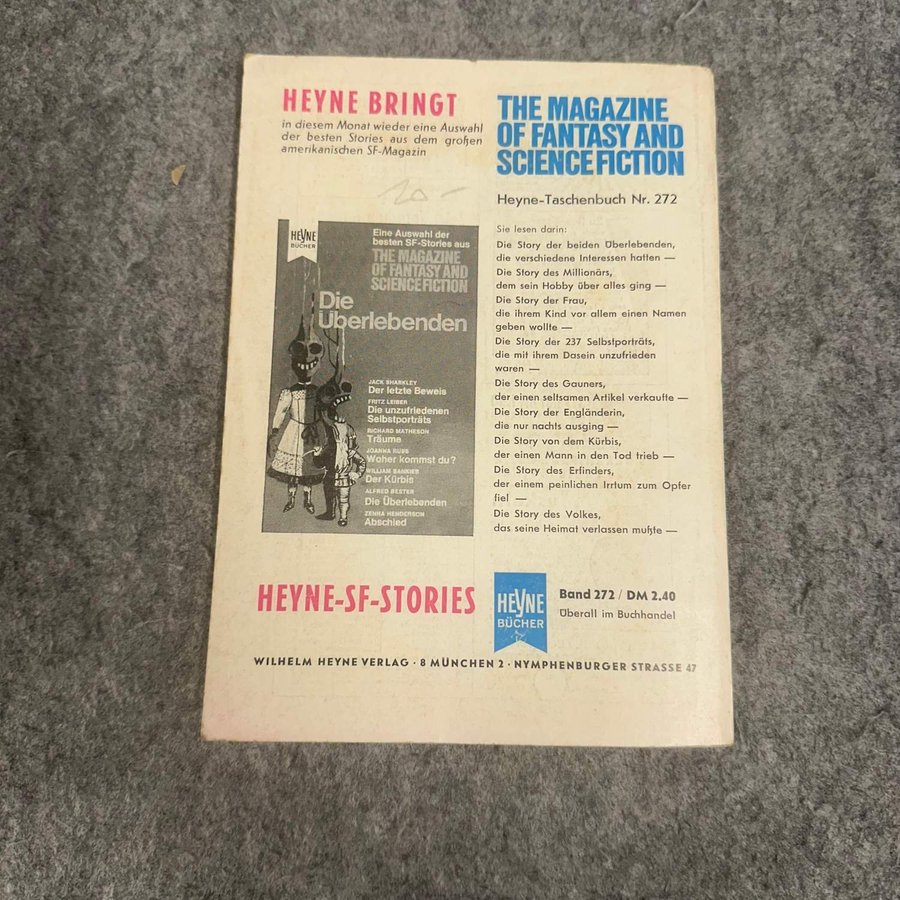 HEYNE BRINGT
in diesem Monat wieder eine Auswahl
der besten Stories aus dem großen
amerikanischen SF-Magazin
THE MAGAZINE
OF FANTASY AND
SCIENCE FICTION
Heyne-Taschenbuch Nr. 272
20.-
HEYNE
BÜCHER
Eine Auswahl der
besten SF-Stories aus
THE MAGAZINE
OF FANTASY AND
SCIENCE FICTION
Die
Überlebenden
JACK SHARKLEY
Der letzte Beweis
FRITZ LEIBER
Die unzufriedenen
Selbstporträts
RICHARD MATHESON
Träume
JOANNA RUSS
Woher kommst du?
WILLIAM BANKIER
Der Kürbis
ALFRED BESTER
Die Überlebenden
ZENNA HENDERSON
Abschied
Sie lesen darin:
Die Story der beiden Überlebenden,
die verschiedene Interessen hatten —
Die Story des Millionärs,
dem sein Hobby über alles ging —
Die Story der Frau,
die ihrem Kind vor allem einen Namen
geben wollte —
Die Story der 237 Selbstporträts,
die mit ihrem Dasein unzufrieden
waren —
Die Story des Gauners,
der einen seltsamen Artikel verkaufte —
Die Story der Engländerin,
die nur nachts ausging —
Die Story von dem Kürbis,
der einen Mann in den Tod trieb —
Die Story des Erfinders,
der einem peinlichen Irrtum zum Opfer
fiel —
Die Story des Volkes,
das seine Heimat verlassen mußte —
HEYNE-SF-STORIES
HEYNE
BÜCHER
Band 272 / DM 2.40
Überall im Buchhandel
WILHELM HEYNE VERLAG · 8 MÜNCHEN 2 · NYMPHENBURGER STRASSE 47